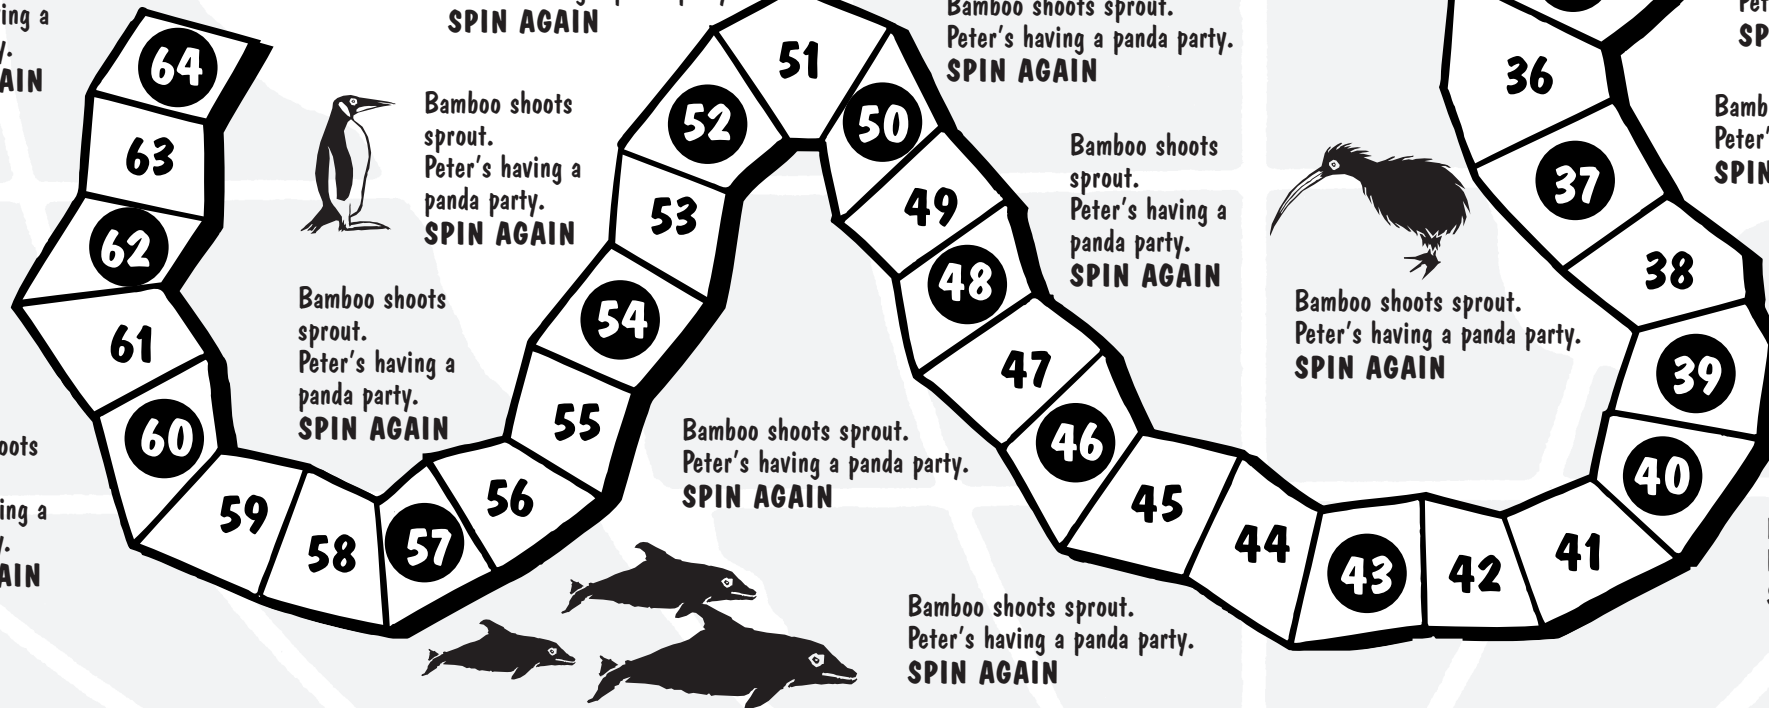 ing a
y.
AIN
SPIN AGAIN
Bamboo shoots sprout.
Peter's having a panda party.
SPIN AGAIN
SP
64
63
62
61
60
59
58
57
56
55
54
53
52
51
50
49
48
47
46
45
44
43
42
41
40
39
38
37
36
Bamboo shoots
sprout.
Peter's having a
panda party.
SPIN AGAIN
Bamboo shoots
sprout.
Peter's having a
panda party.
SPIN AGAIN
Bamb
Peter'
SPIN
Bamboo shoots
sprout.
Peter's having a
panda party.
SPIN AGAIN
Bamboo shoots sprout.
Peter's having a panda party.
SPIN AGAIN
oots
ing a
y.
AIN
Bamboo shoots sprout.
Peter's having a panda party.
SPIN AGAIN
Bamboo shoots sprout.
Peter's having a panda party.
SPIN AGAIN